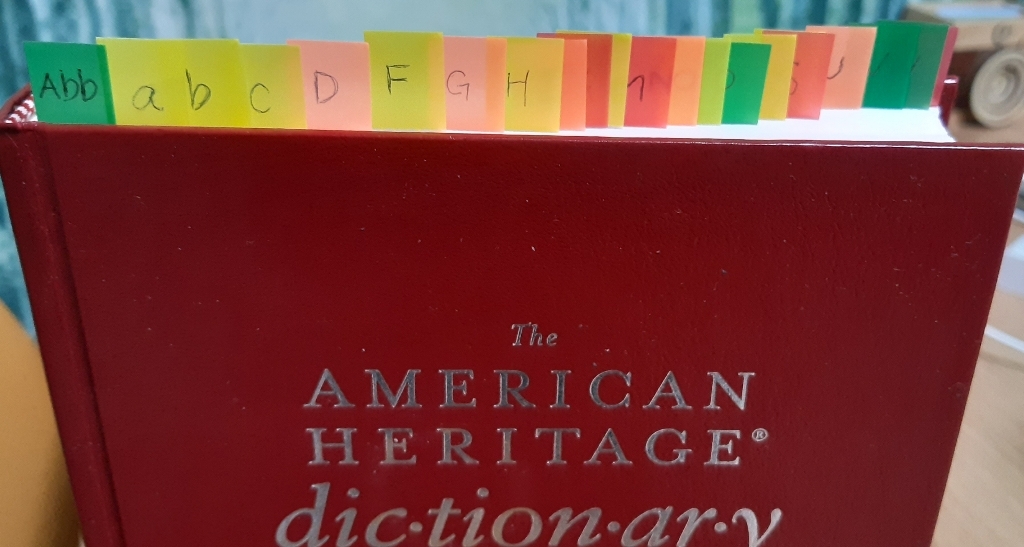 Abb a b C D F G H n S U
The
AMERICAN
HERITAGE®
dic·tion·ar·y